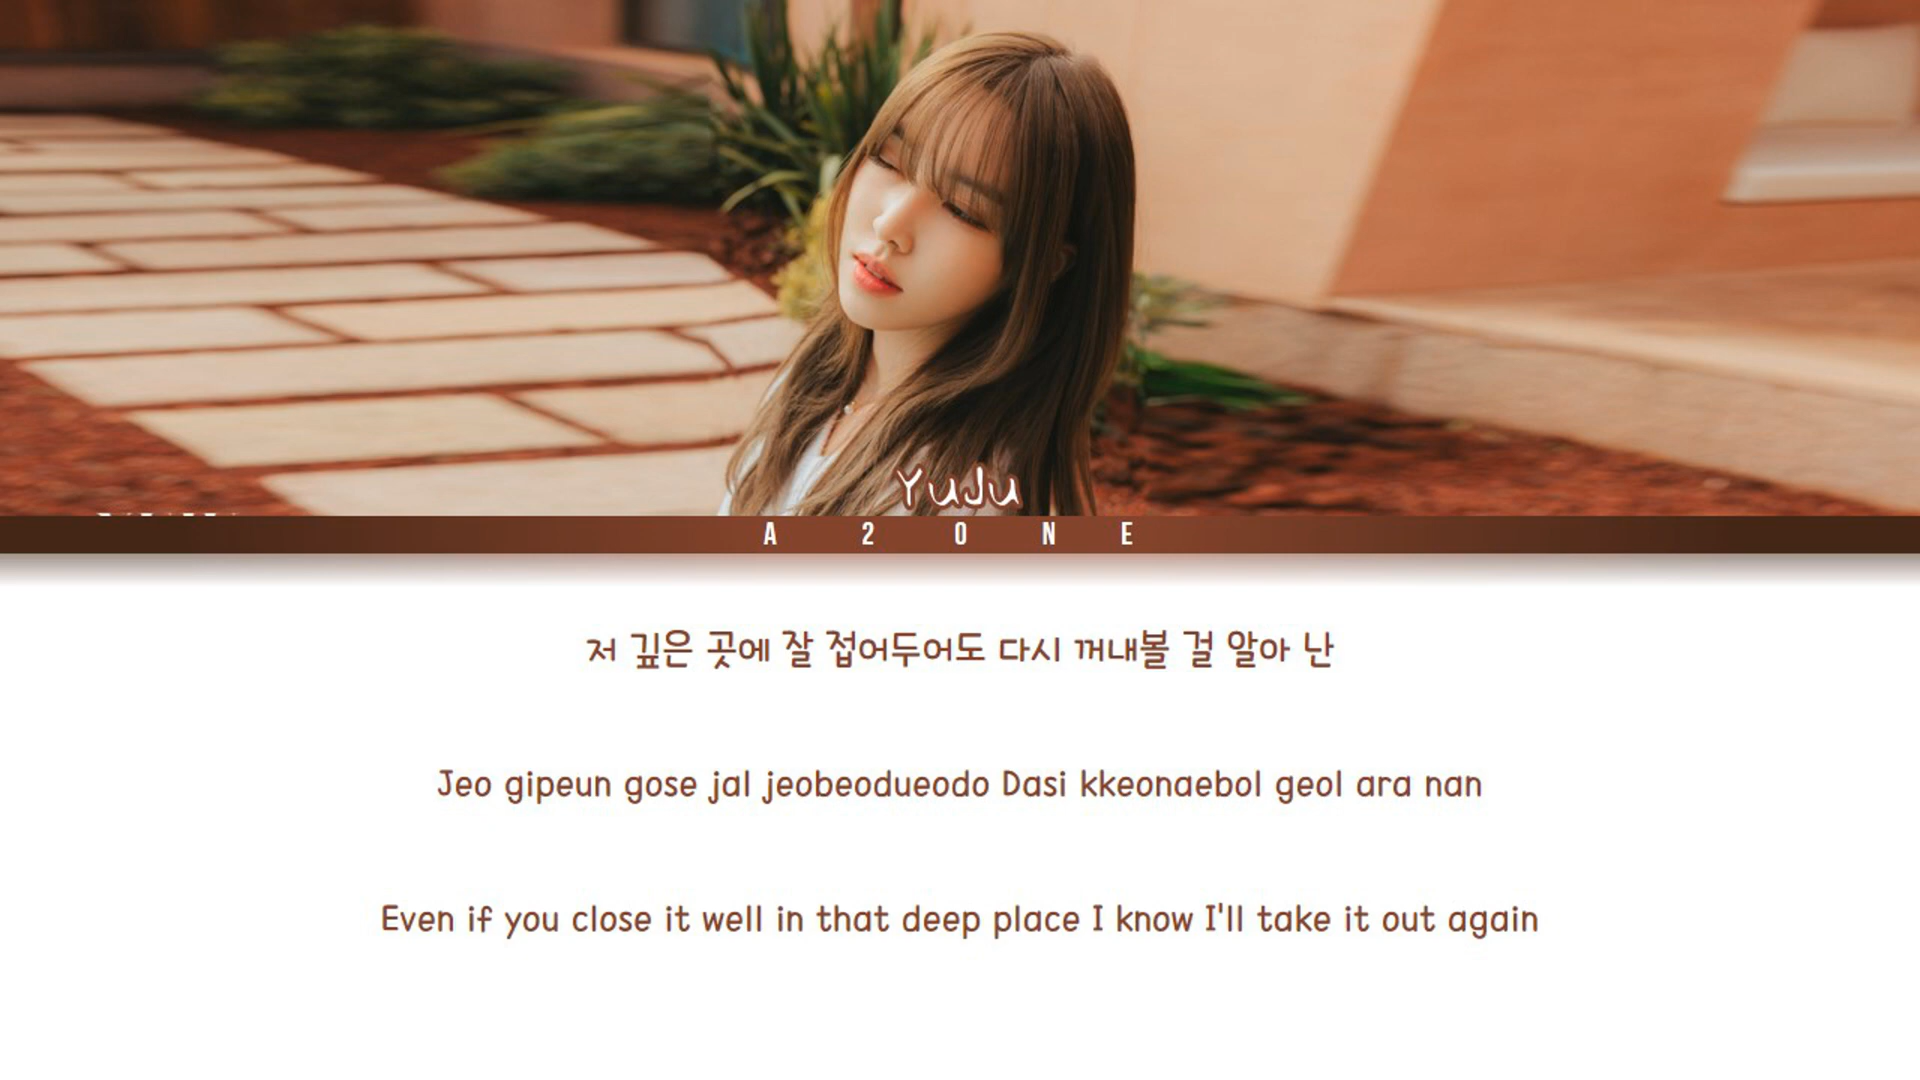 YuJu
A 2 O N E
저 깊은 곳에 잘 접어두어도 다시 꺼내볼 걸 알아 난
Jeo gipeun gose jal jeobeodueodo Dasi kkeonaebol geol ara nan
Even if you close it well in that deep place I know I'll take it out again